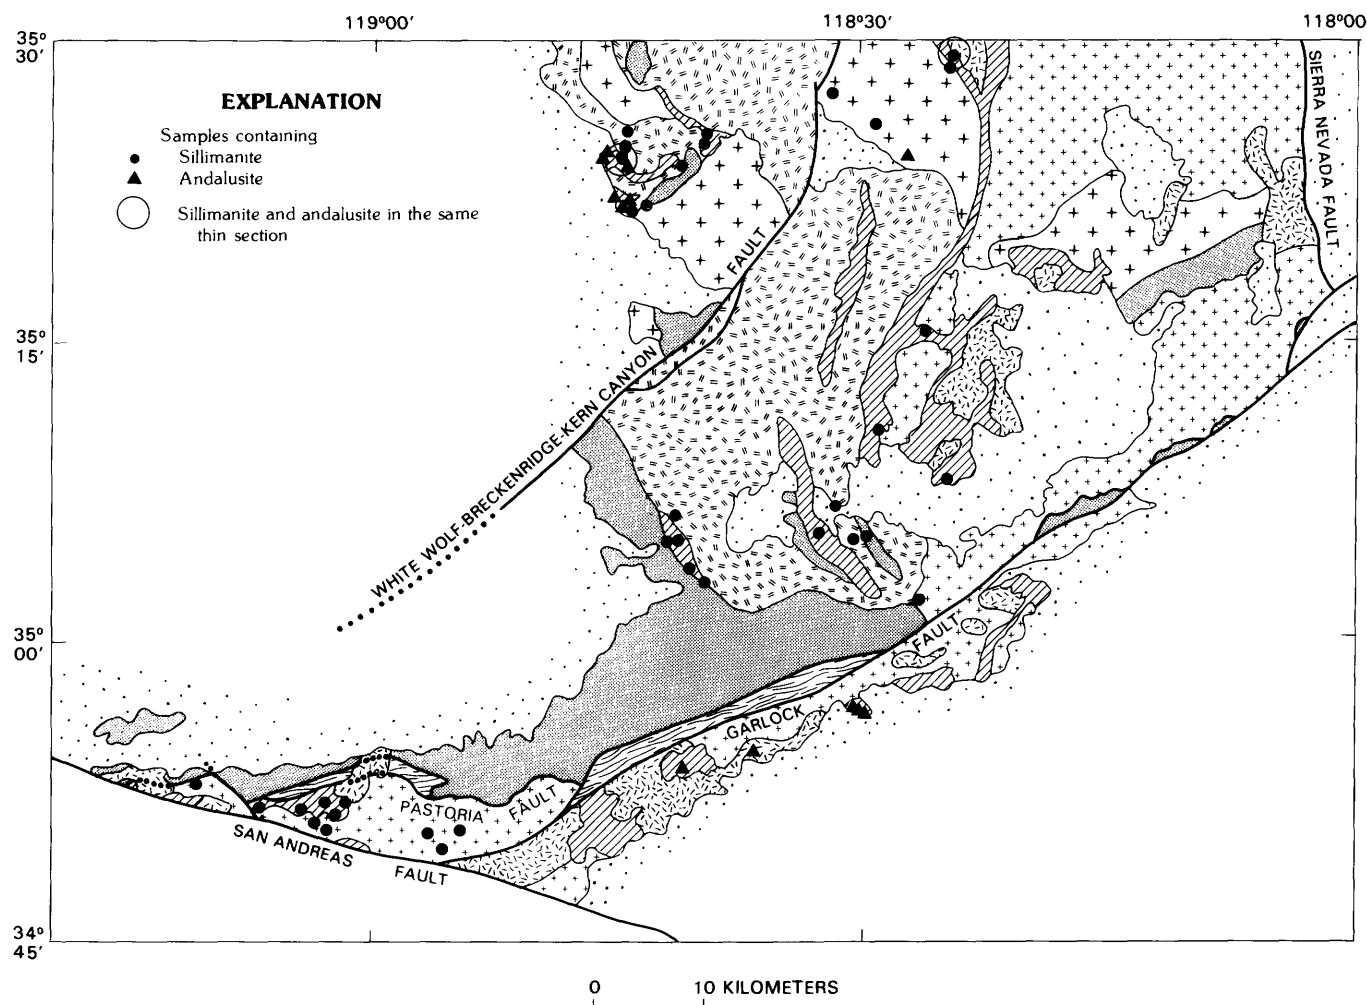 119°00′ 118°30′ 118°00′
35°
30′
EXPLANATION
Samples containing
Sillimanite
Andalusite
Sillimanite and andalusite in the same
thin section
SIERRA NEVADA FAULT
FAULT
35°
15′
WHITE WOLF-BRECKENRIDGE-KERN CANYON
35°
00′
FAULT
GARLOCK
PASTORIA FAULT
SAN ANDREAS
FAULT
34°
45′
0 10 KILOMETERS